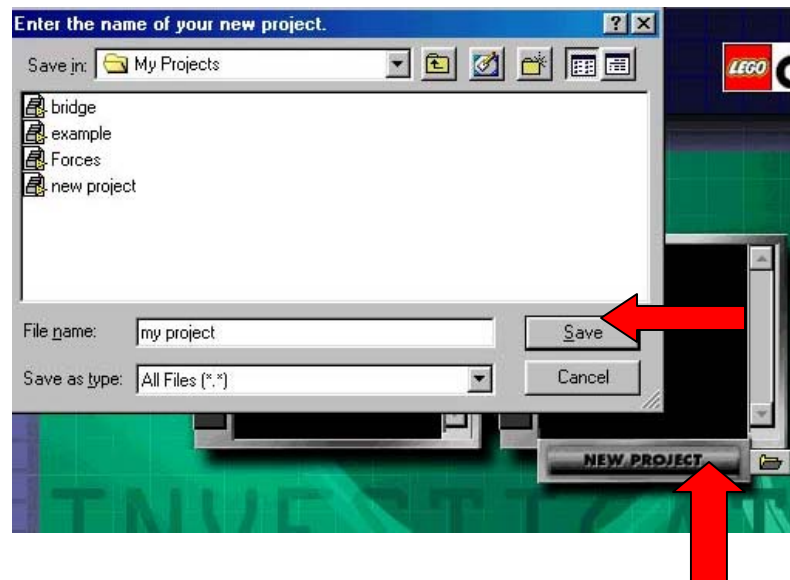 Enter the name of your new project.
LEGO
Save in: My Projects
bridge
example
Forces
new project
File name: my project
Save
Save as type: All Files (*.*)
Cancel
NEW PROJECT